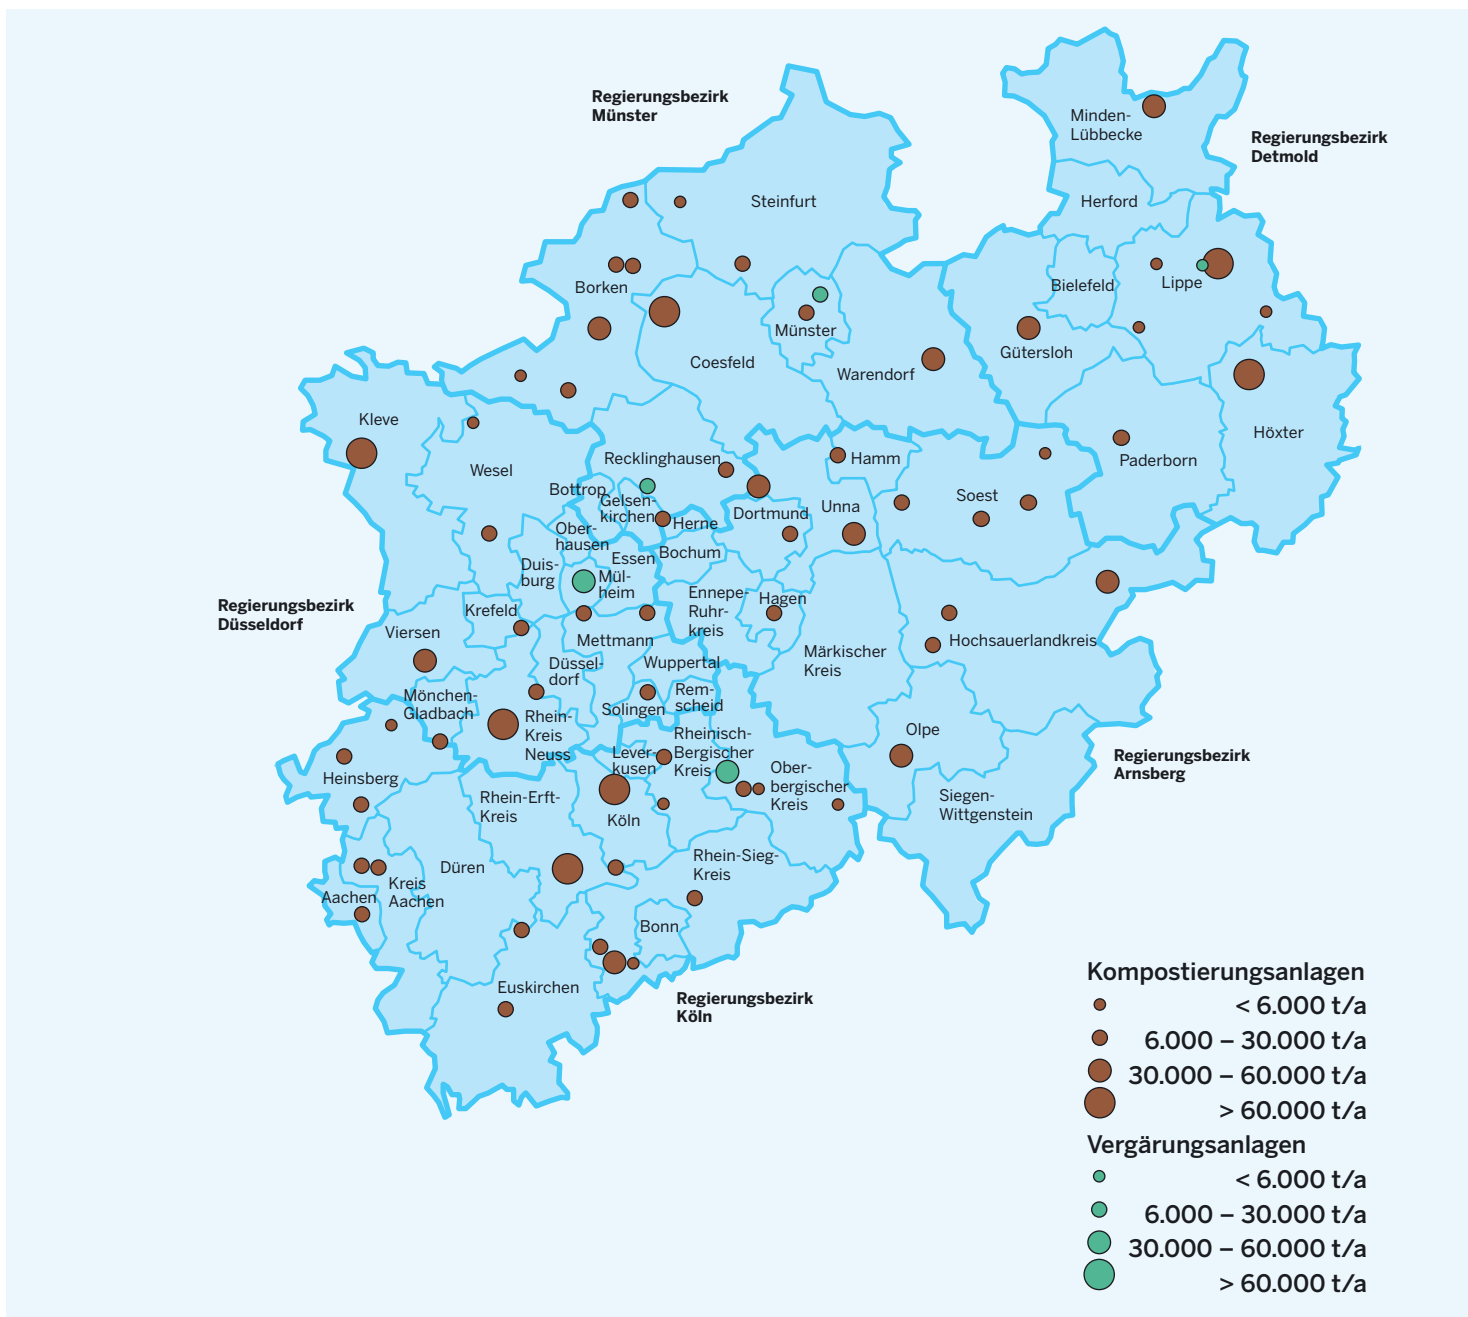 Regierungsbezirk
Münster
Minden-
Lübbecke
Regierungsbezirk
Detmold
Steinfurt
Herford
Borken
Bielefeld
Lippe
Münster
Gütersloh
Coesfeld
Warendorf
Kleve
Höxter
Wesel
Recklinghausen
Hamm
Paderborn
Bottrop
Gelsen-
kirchen
Herne
Dortmund
Unna
Soest
Ober-
hausen
Essen
Bochum
Duis-
burg
Mül-
heim
Regierungsbezirk
Düsseldorf
Krefeld
Viersen
Ennepe-
Ruhr-
kreis
Hagen
Mettmann
Märkischer
Kreis
Hochsauerlandkreis
Düssel-
dorf
Wuppertal
Mönchen-
Gladbach
Solingen
Rem-
scheid
Rhein-
Kreis
Neuss
Lever-
kusen
Rheinisch-
Bergischer
Kreis
Olpe
Regierungsbezirk
Arnsberg
Heinsberg
Rhein-Erft-
Kreis
Köln
Ober-
bergischer
Kreis
Siegen-
Wittgenstein
Düren
Rhein-Sieg-
Kreis
Aachen
Kreis
Aachen
Bonn
Euskirchen
Regierungsbezirk
Köln
Kompostierungsanlagen
< 6.000 t/a
6.000 – 30.000 t/a
30.000 – 60.000 t/a
> 60.000 t/a
Vergärungsanlagen
< 6.000 t/a
6.000 – 30.000 t/a
30.000 – 60.000 t/a
> 60.000 t/a